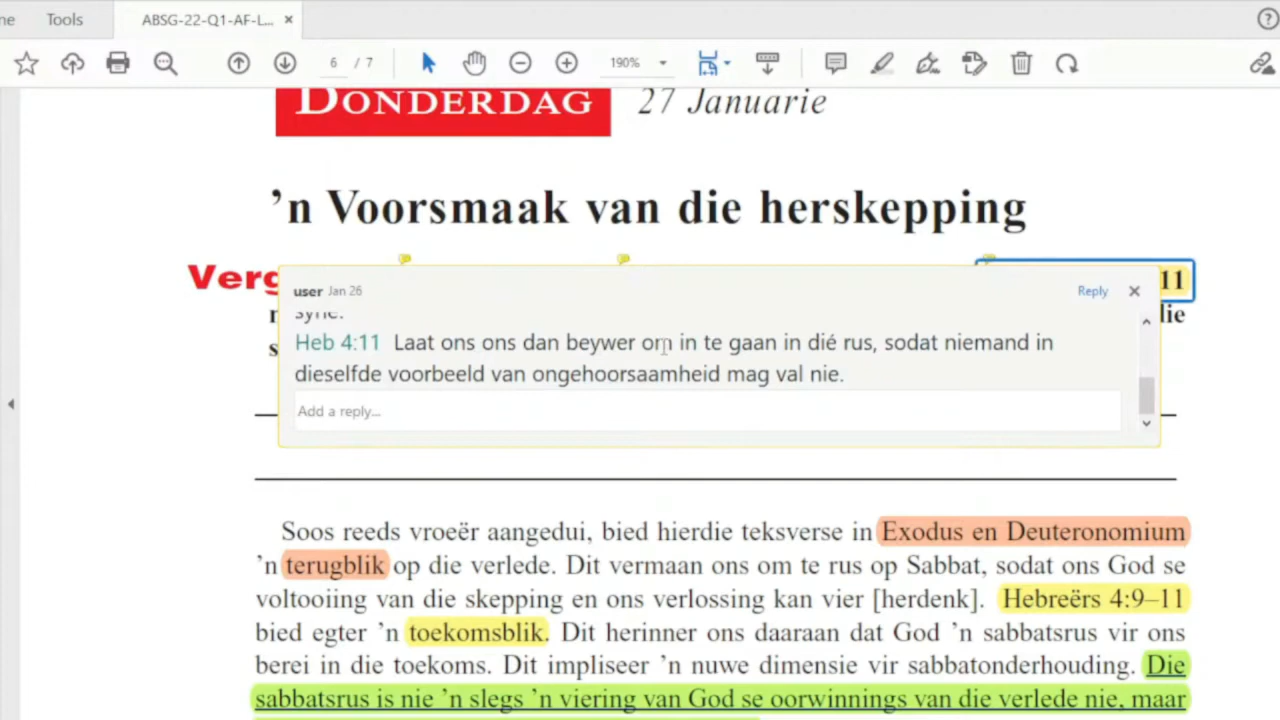 Tools
ABSG-22-Q1-AF-L...
6 / 7
190%
DONDERDAG 27 Januarie
’n Voorsmaak van die herskepping
11
die
user Jan 26
Reply
Heb 4:11 Laat ons ons dan beywer om in te gaan in dié rus, sodat niemand in
dieselfde voorbeeld van ongehoorsaamheid mag val nie.
Add a reply...
Soos reeds vroeër aangedui, bied hierdie teksverse in Exodus en Deuteronomium
’n terugblik op die verlede. Dit vermaan ons om te rus op Sabbat, sodat ons God se
voltooiing van die skepping en ons verlossing kan vier [herdenk]. Hebreërs 4:9–11
bied egter ’n toekomsblik. Dit herinner ons daaraan dat God ’n sabbatsrus vir ons
berei in die toekoms. Dit impliseer ’n nuwe dimensie vir sabbatonderhouding. Die
sabbatsrus is nie ’n slegs ’n viering van God se oorwinnings van die verlede nie, maar